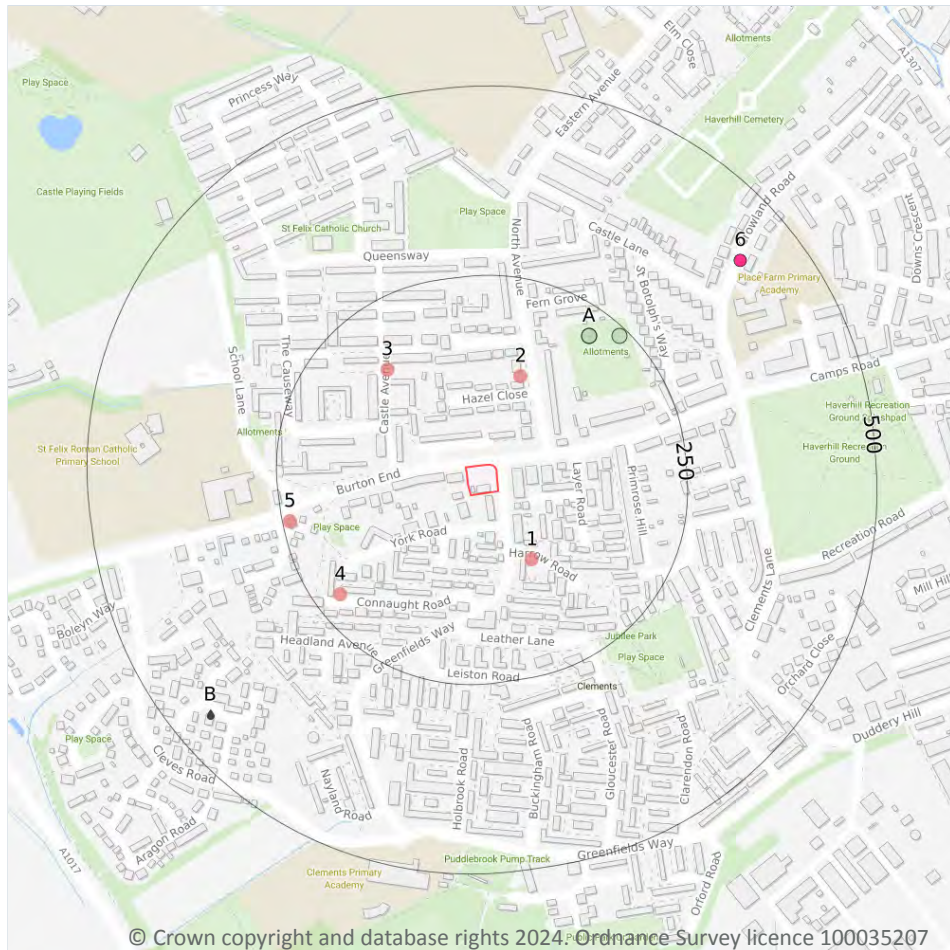 Elm Close
Allotments
A1307
Play Space
Princess Way
Eastern Avenue
Haverhill Cemetery
Castle Playing Fields
Play Space
Castle Lane
Rowland Road
Downs Crescent
St Felix Catholic Church
North Avenue
6
Queensway
St Botolph's Way
Place Farm Primary
Academy
Fern Grove
A
Allotments
School Lane
The Causeway
3
2
Castle Avenue
Hazel Close
Camps Road
Haverhill Recreation
Allotments
500
Haverhill Recreation
Ground
St Felix Roman Catholic
Primary School
250
Burton End
Layer Road
Primrose Hill
5
Play Space
York Road
1
Harrow Road
Recreation Road
4
Connaught Road
Clements Lane
Mill Hill
Boleyn Way
Headland Avenue
Greenfields Way
Leather Lane
Jubilee Park
Play Space
Leiston Road
Orchard Close
Clements
B
Play Space
Cleves Road
Nayland Road
Holbrook Road
Buckingham Road
Gloucester Road
Clarendon Road
Duddery Hill
Aragon Road
A1017
Greenfields Way
Puddlebrook Pump Track
Clements Primary
Academy
Orford Road
© Crown copyright and database rights 2024. Ordnance Survey licence 100035207